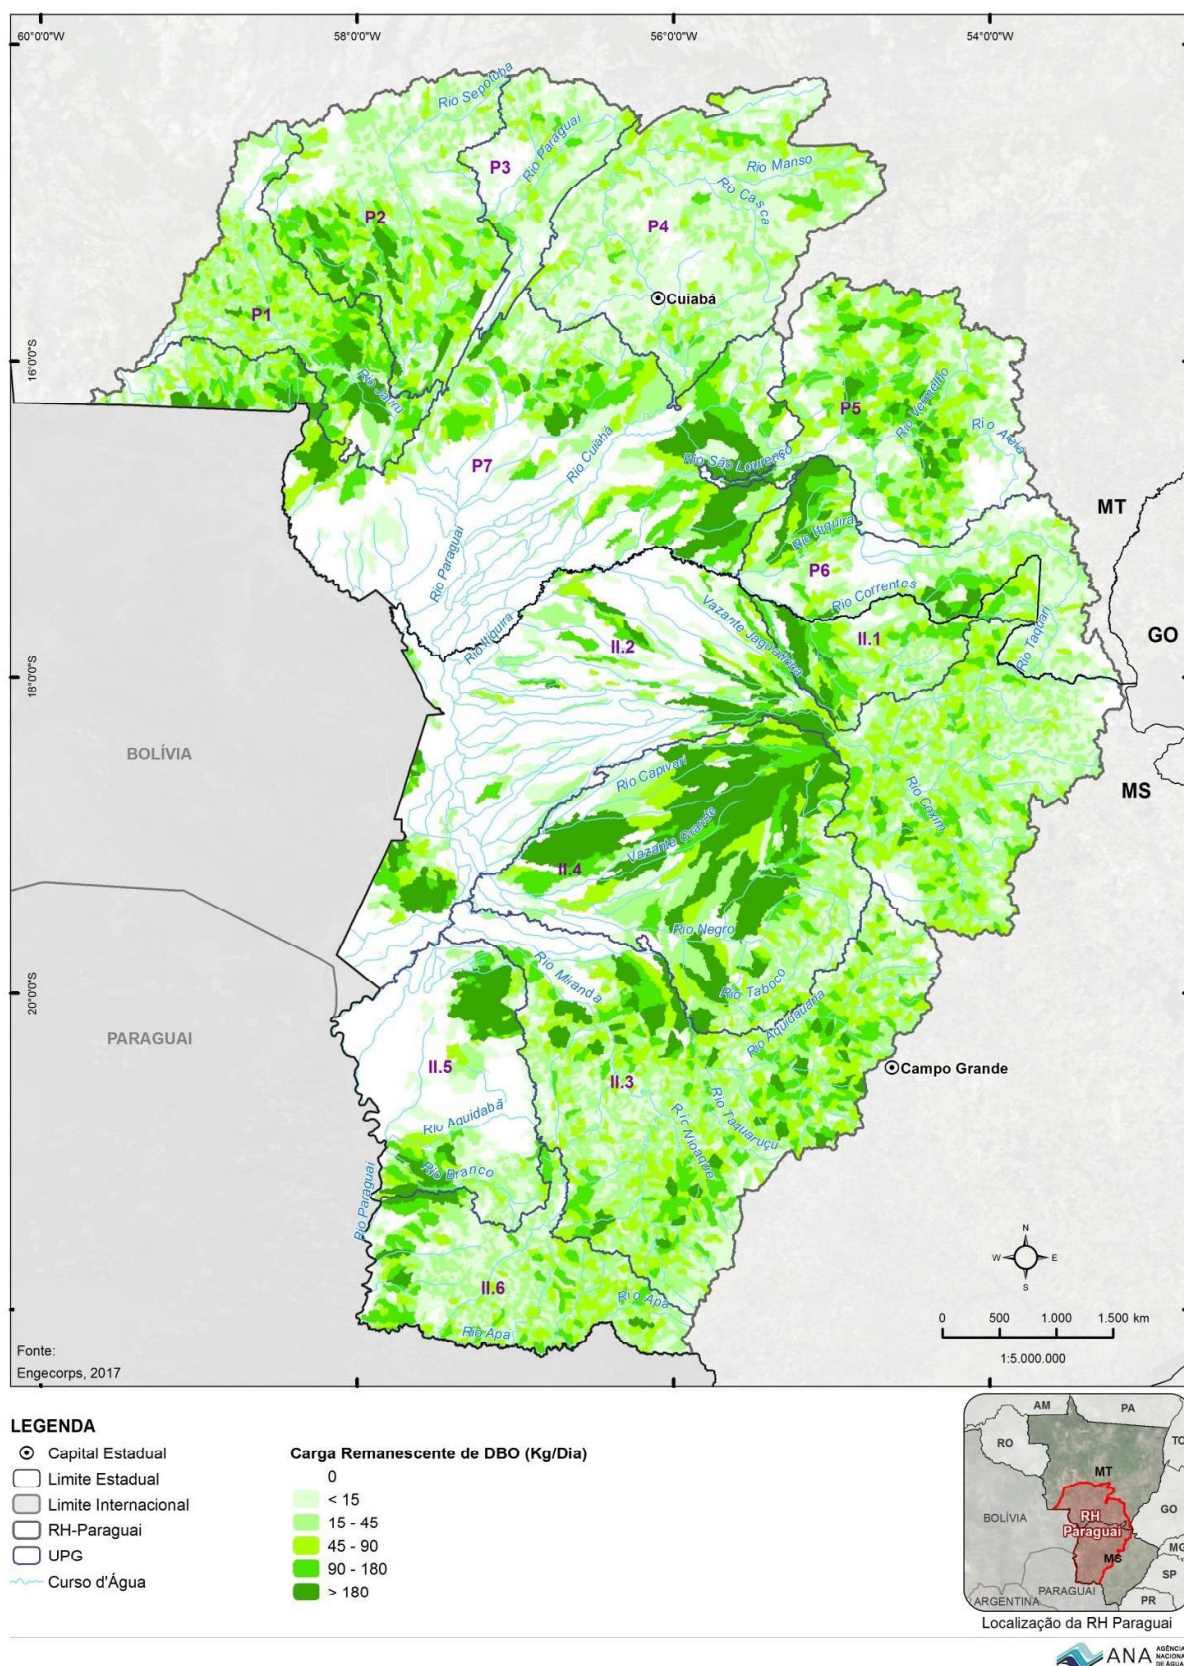 60°0'0"W
58°0'0"W
56°0'0"W
54°0'0"W
Rio Sepotuba
P3
Rio Paraguai
Rio Manso
Rio Casca
P2
P4
Cuiabá
P1
16°0'0"S
Rio Jauru
P5
Rio Vermelho
Rio Areia
P7
Rio Cuiabá
Rio São Lourenço
MT
Rio Paraguai
Rio Itiquira
P6
Rio Correntes
Rio Itiquira
II.2
Vazante Jaguadinha
II.1
Rio Taquari
GO
18°0'0"S
BOLÍVIA
Rio Capivari
Rio Coxim
MS
Vazante Grande
II.4
Rio Negro
Rio Miranda
Rio Taboco
20°0'0"S
PARAGUAI
Rio Aquidauana
II.5
II.3
Campo Grande
Rio Aquidabã
Rio Taquaruçu
Rio Nioaque
Rio Branco
Rio Paraguai
II.6
Rio Apa
Rio Apa
N
W
E
S
0 500 1.000 1.500 km
1:5.000.000
Fonte:
Engecorps, 2017
LEGENDA
Capital Estadual
Limite Estadual
Limite Internacional
RH-Paraguai
UPG
Curso d'Água
Carga Remanescente de DBO (Kg/Dia)
0
< 15
15 - 45
45 - 90
90 - 180
> 180
AM
PA
RO
TO
MT
BOLÍVIA
GO
RH
Paraguai
MS
MG
SP
PARAGUAI
ARGENTINA
PR
Localização da RH Paraguai
ANA
AGÊNCIA
NACIONAL
DE ÁGUA